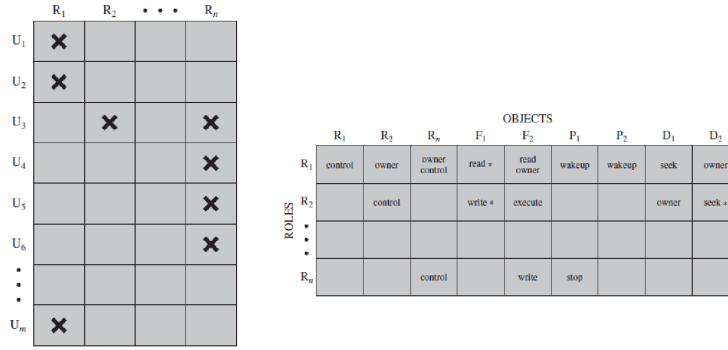 R1 R2 • • • Rn
U1
U2
U3
U4
U5
U6
•
•
•
Um
OBJECTS
R1 R2 Rn F1 F2 P1 P2 D1 D2
ROLES
R1 control owner owner control read * read owner wakeup wakeup seek owner
R2 control write * execute owner seek *
•
•
•
Rn control write stop